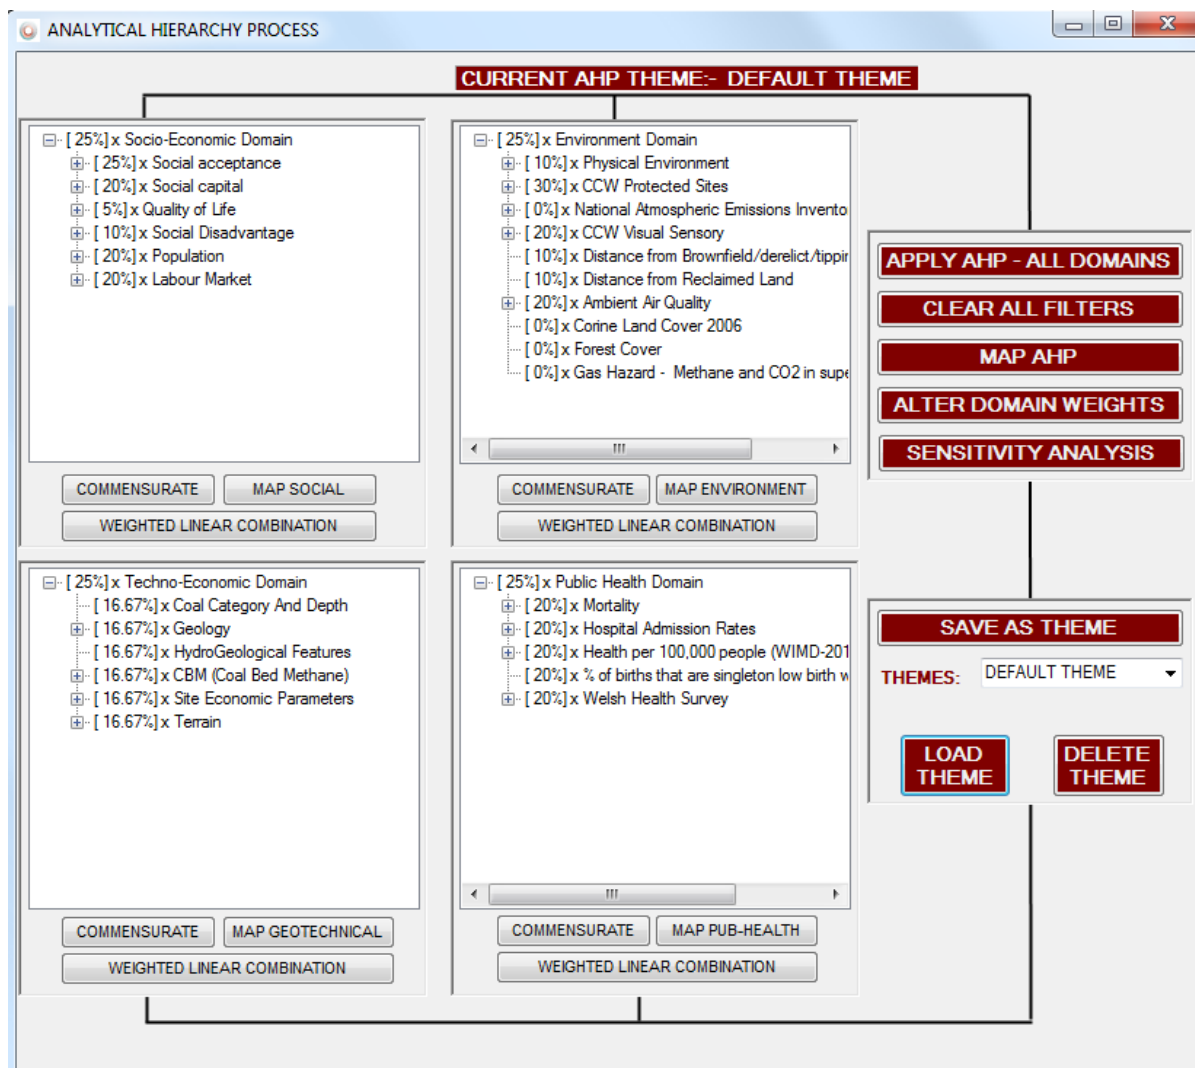 ANALYTICAL HIERARCHY PROCESS
CURRENT AHP THEME:- DEFAULT THEME
[ 25%] x Socio-Economic Domain
[ 25%] x Social acceptance
[ 20%] x Social capital
[ 5%] x Quality of Life
[ 10%] x Social Disadvantage
[ 20%] x Population
[ 20%] x Labour Market
COMMENSURATE
MAP SOCIAL
WEIGHTED LINEAR COMBINATION
[ 25%] x Environment Domain
[ 10%] x Physical Environment
[ 30%] x CCW Protected Sites
[ 0%] x National Atmospheric Emissions Invento
[ 20%] x CCW Visual Sensory
[ 10%] x Distance from Brownfield/derelict/tippin
[ 10%] x Distance from Reclaimed Land
[ 20%] x Ambient Air Quality
[ 0%] x Corine Land Cover 2006
[ 0%] x Forest Cover
[ 0%] x Gas Hazard - Methane and CO2 in supe
COMMENSURATE
MAP ENVIRONMENT
WEIGHTED LINEAR COMBINATION
APPLY AHP - ALL DOMAINS
CLEAR ALL FILTERS
MAP AHP
ALTER DOMAIN WEIGHTS
SENSITIVITY ANALYSIS
[ 25%] x Techno-Economic Domain
[ 16.67%] x Coal Category And Depth
[ 16.67%] x Geology
[ 16.67%] x HydroGeological Features
[ 16.67%] x CBM (Coal Bed Methane)
[ 16.67%] x Site Economic Parameters
[ 16.67%] x Terrain
COMMENSURATE
MAP GEOTECHNICAL
WEIGHTED LINEAR COMBINATION
[ 25%] x Public Health Domain
[ 20%] x Mortality
[ 20%] x Hospital Admission Rates
[ 20%] x Health per 100,000 people (WIMD-201
[ 20%] x % of births that are singleton low birth w
[ 20%] x Welsh Health Survey
COMMENSURATE
MAP PUB-HEALTH
WEIGHTED LINEAR COMBINATION
SAVE AS THEME
THEMES:
DEFAULT THEME
LOAD
THEME
DELETE
THEME